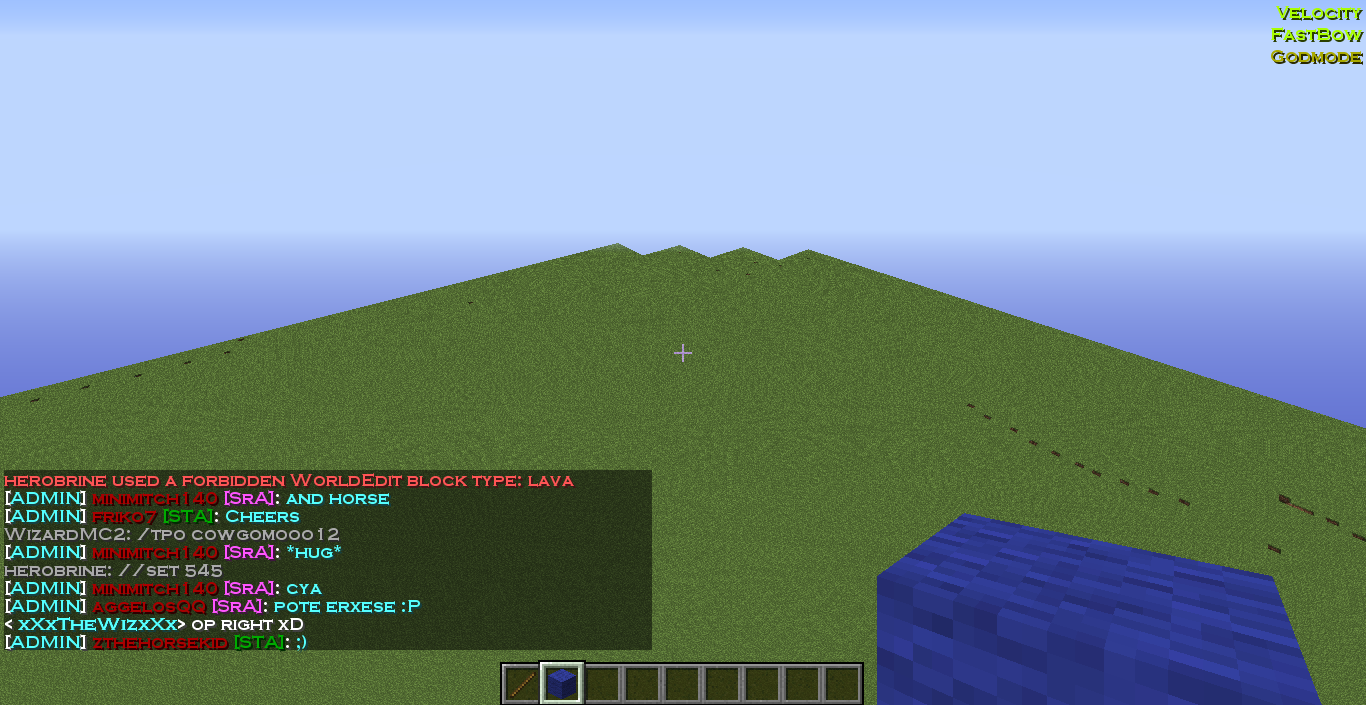 Velocity
FastBow
Godmode
herobrine used a forbidden WorldEdit block type: lava
[ADMIN] minimitch140 [SrA]: and horse
[ADMIN] friko7 [STA]: Cheers
WizardMC2: /tpo cowgom00012
[ADMIN] minimitch140 [SrA]: *hug*
herobrine: //set 545
[ADMIN] minimitch140 [SrA]: cya
[ADMIN] aggelosQQ [SrA]: pote erxese :P
< xXxTheWizxXx> op right xD
[ADMIN] zthehorsekid [STA]: ;)